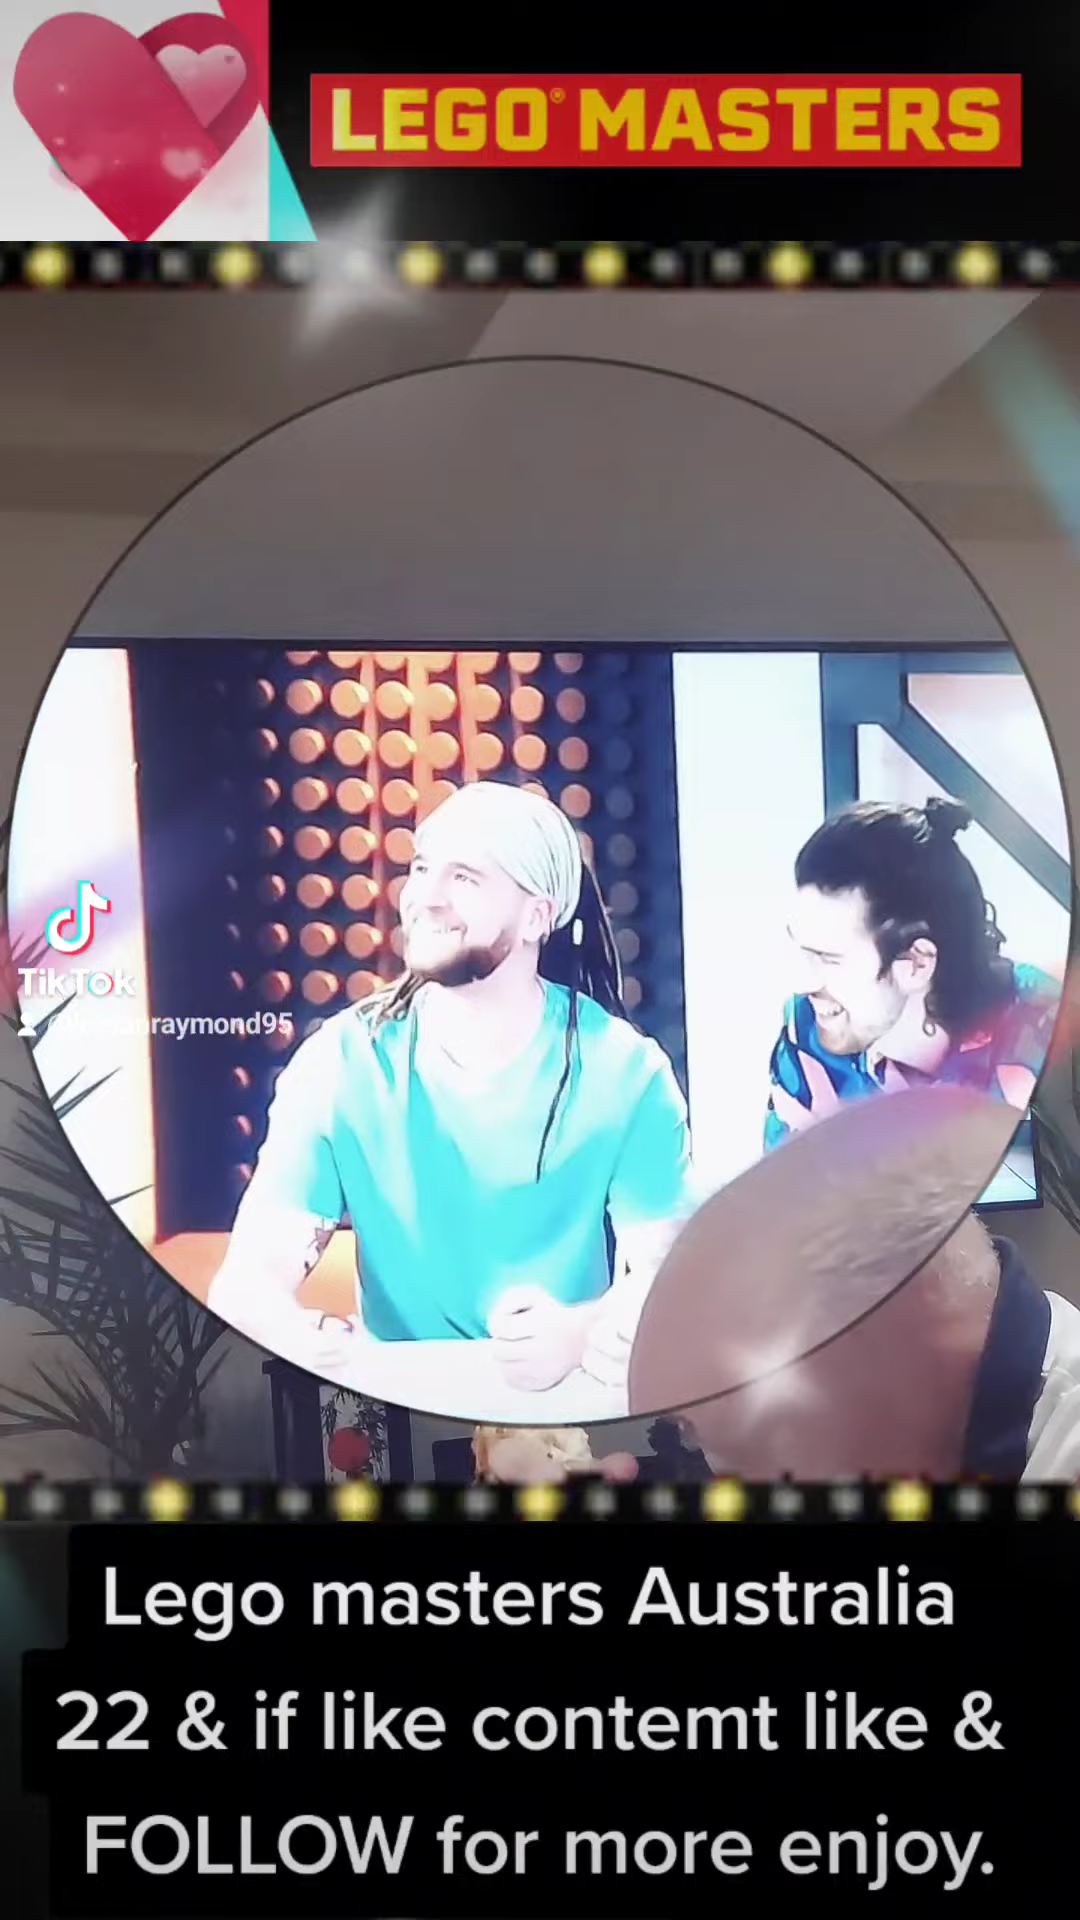 LEGO® MASTERS
TikTok
Lego masters Australia
22 & if like contemt like &
FOLLOW for more enjoy.